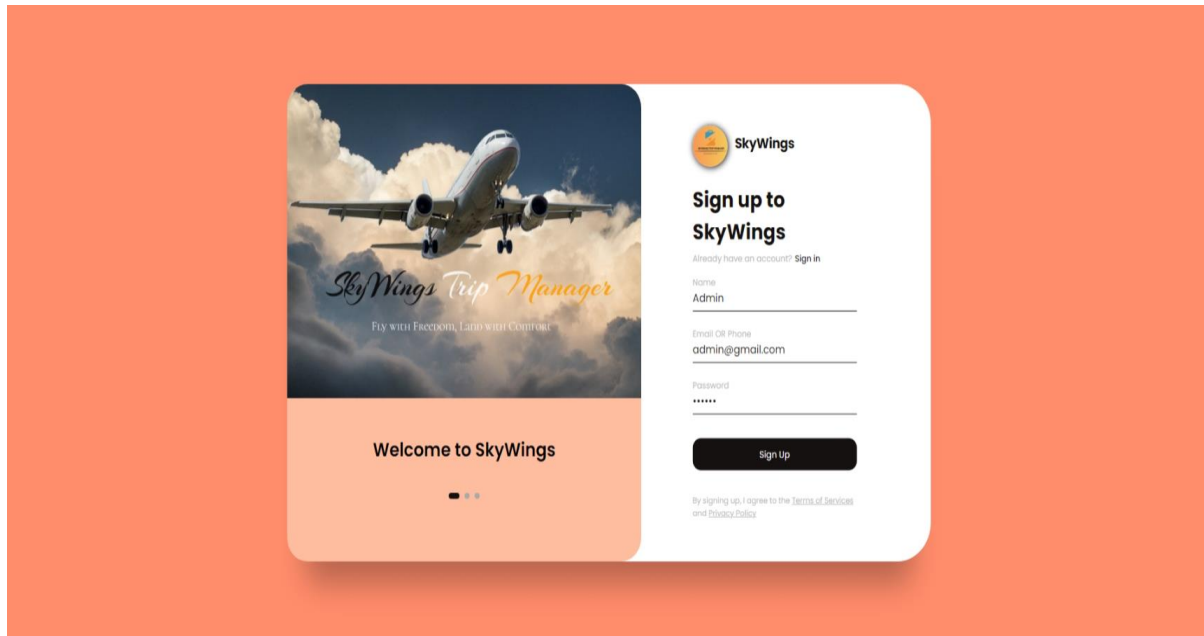 SkyWings Trip Manager
Fly with Freedom, Land with Comfort
Welcome to SkyWings
SkyWings
Sign up to
SkyWings
Already have an account? Sign in
Name
Admin
Email OR Phone
admin@gmail.com
Password
••••••
Sign Up
By signing up, I agree to the Terms of Services
and Privacy Policy